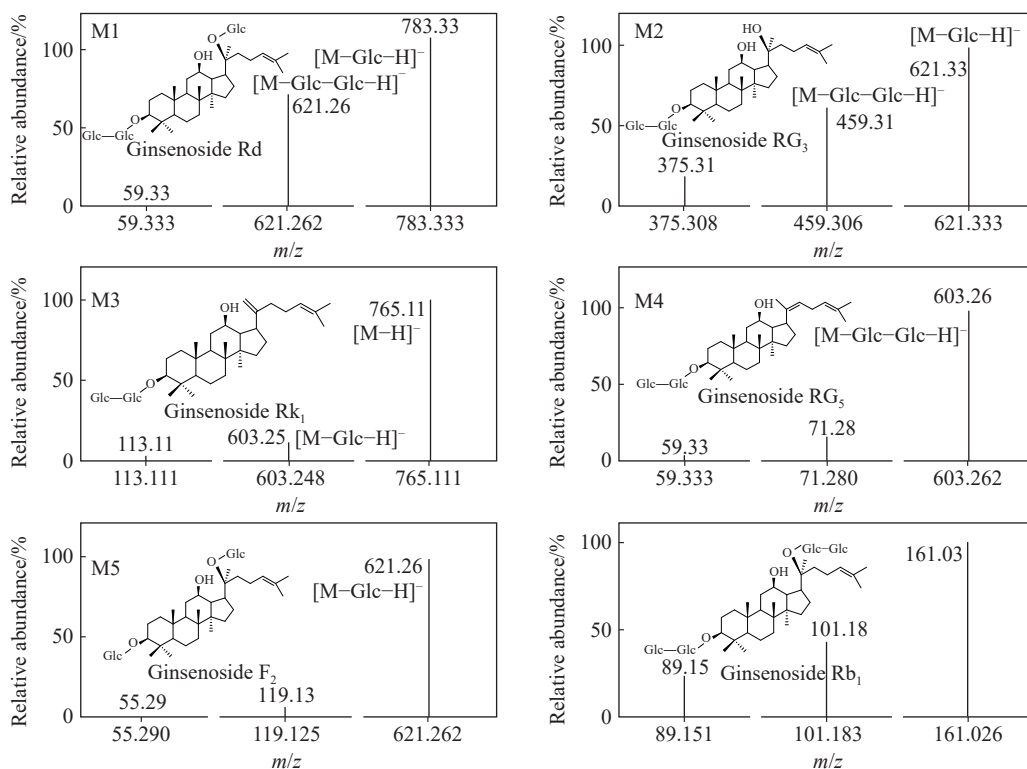 M1
Relative abundance/%
100
50
0
Glc
O
OH
O
Glc—Glc
Ginsenoside Rd
[M−Glc−H]⁻
783.33
[M−Glc−Glc−H]⁻
621.26
59.33
59.333
621.262
783.333
m/z
M2
Relative abundance/%
100
50
0
HO
OH
O
Glc—Glc
Ginsenoside RG₃
[M−Glc−H]⁻
621.33
[M−Glc−Glc−H]⁻
459.31
375.31
375.308
459.306
621.333
m/z
M3
Relative abundance/%
100
50
0
OH
O
Glc—Glc
Ginsenoside Rk₁
765.11
[M−H]⁻
603.25 [M−Glc−H]⁻
113.11
113.111
603.248
765.111
m/z
M4
Relative abundance/%
100
50
0
OH
O
Glc—Glc
Ginsenoside RG₅
603.26
[M−Glc−Glc−H]⁻
71.28
59.33
59.333
71.280
603.262
m/z
M5
Relative abundance/%
100
50
0
Glc
O
OH
O
Glc
Ginsenoside F₂
621.26
[M−Glc−H]⁻
55.29
119.13
55.290
119.125
621.262
m/z
Relative abundance/%
100
50
0
O—Glc—Glc
OH
O
Glc—Glc
Ginsenoside Rb₁
161.03
101.18
89.15
89.151
101.183
161.026
m/z